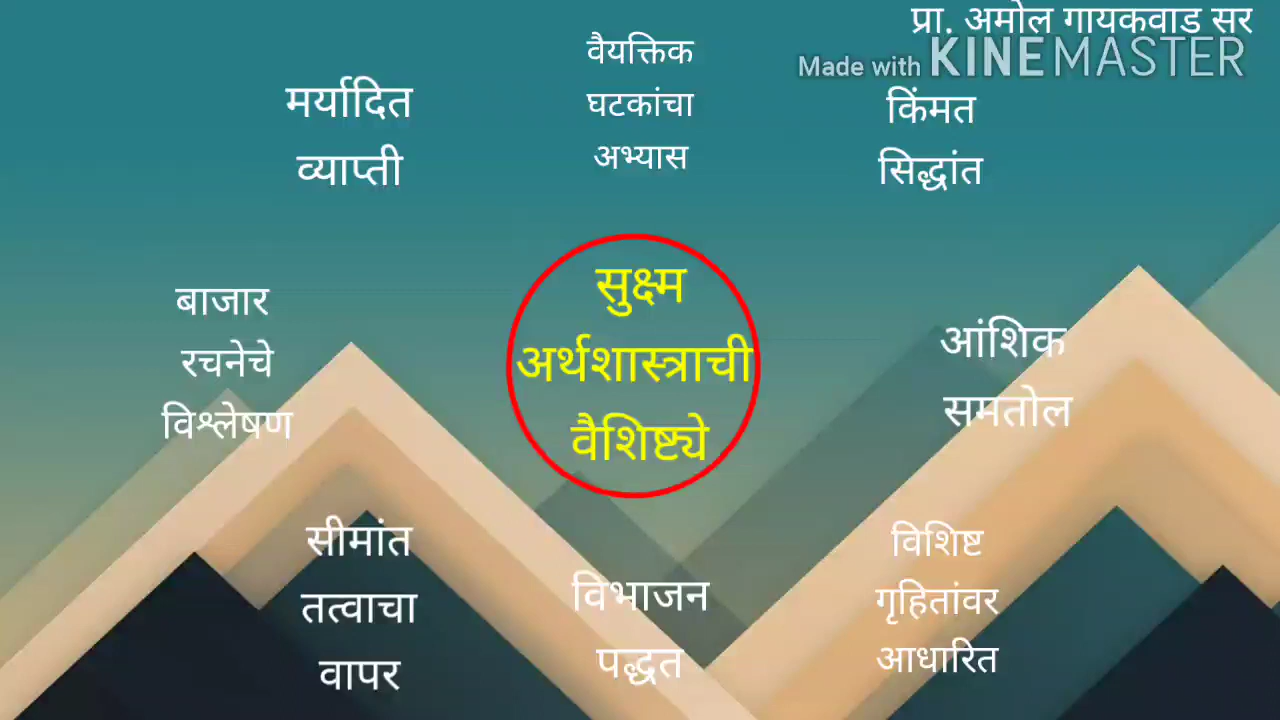 प्रा. अमोल गायकवाड सर
Made with KINEMASTER
वैयक्तिक
घटकांचा
अभ्यास
किंमत
सिद्धांत
आंशिक
समतोल
विशिष्ट
गृहितांवर
आधारित
विभाजन
पद्धत
सीमांत
तत्वाचा
वापर
बाजार
रचनेचे
विश्लेषण
मर्यादित
व्याप्ती
सुक्ष्म
अर्थशास्त्राची
वैशिष्ट्ये